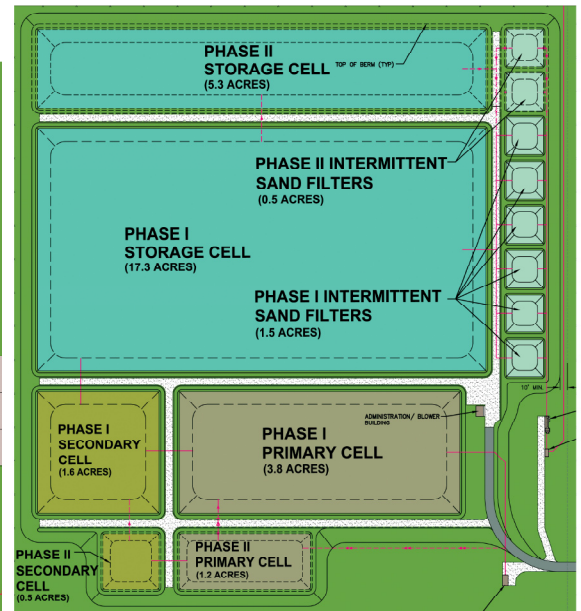 PHASE II
STORAGE CELL
(5.3 ACRES)
TOP OF BERM (TYP)
PHASE II INTERMITTENT
SAND FILTERS
(0.5 ACRES)
PHASE I
STORAGE CELL
(17.3 ACRES)
PHASE I INTERMITTENT
SAND FILTERS
(1.5 ACRES)
10' MIN.
PHASE I
SECONDARY
CELL
(1.6 ACRES)
PHASE I
PRIMARY CELL
(3.8 ACRES)
ADMINISTRATION/ BLOWER
BUILDING
PHASE II
SECONDARY
CELL
(0.5 ACRES)
PHASE II
PRIMARY CELL
(1.2 ACRES)